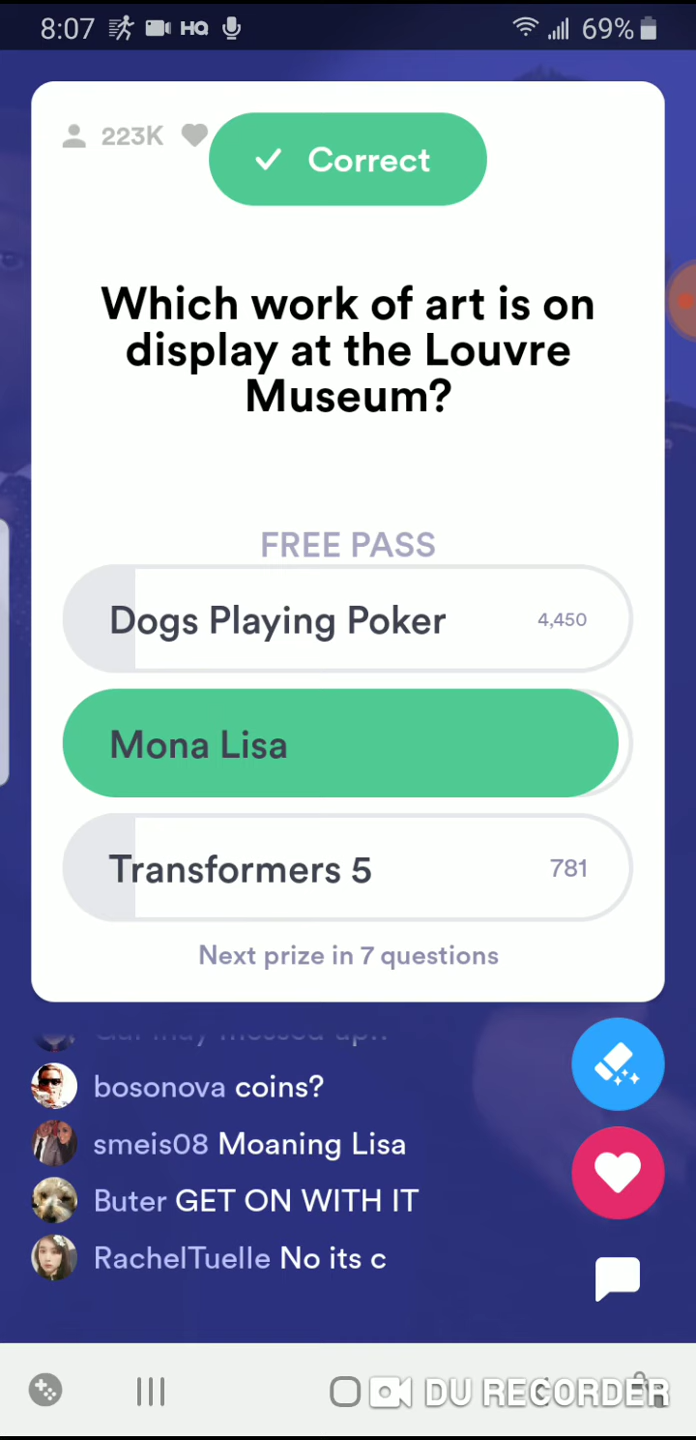 8:07 HQ 69%
223K
Correct
Which work of art is on
display at the Louvre
Museum?
FREE PASS
Dogs Playing Poker 4,450
Mona Lisa
Transformers 5 781
Next prize in 7 questions
messed up..
bosonova coins?
smeis08 Moaning Lisa
Buter GET ON WITH IT
RachelTuelle No its c
DU RECORDER